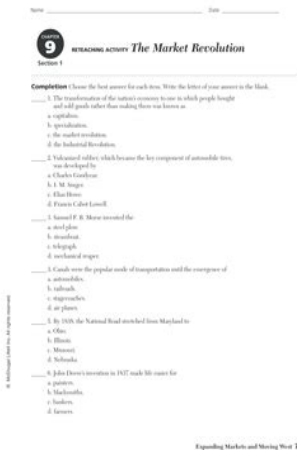 Name
Date
CHAPTER
9
Section 1
RETEACHING ACTIVITY The Market Revolution
Completion Choose the best answer for each item. Write the letter of your answer in the blank.
1. The transformation of the nation's economy to one in which people bought
and sold goods rather than making them was known as
a. capitalism.
b. specialization.
c. the market revolution.
d. the Industrial Revolution.
2. Vulcanized rubber, which became the key component of automobile tires,
was developed by
a. Charles Goodyear.
b. I. M. Singer.
c. Elias Howe.
d. Francis Cabot Lowell.
3. Samuel F. B. Morse invented the
a. steel plow.
b. steamboat.
c. telegraph.
d. mechanical reaper.
4. Canals were the popular mode of transportation until the emergence of
a. automobiles.
b. railroads.
c. stagecoaches.
d. air planes.
5. By 1838, the National Road stretched from Maryland to
a. Ohio.
b. Illinois.
c. Missouri.
d. Nebraska.
6. John Deere's invention in 1837 made life easier for
a. painters.
b. blacksmiths.
c. bankers.
d. farmers.
© McDougal Littell Inc. All rights reserved.
Expanding Markets and Moving West 1